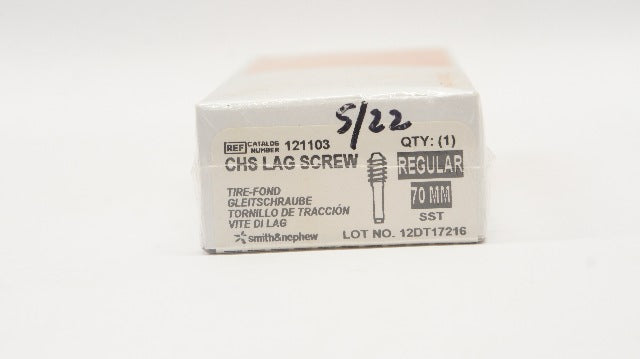 5/22
REF CATALOG NUMBER 121103 QTY: (1)
CHS LAG SCREW REGULAR
70 MM
TIRE-FOND
GLEITSCHRAUBE
TORNILLO DE TRACCIÓN SST
VITE DI LAG
smith&nephew LOT NO. 12DT17216